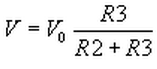 V = V₀ R3 / (R2 + R3)